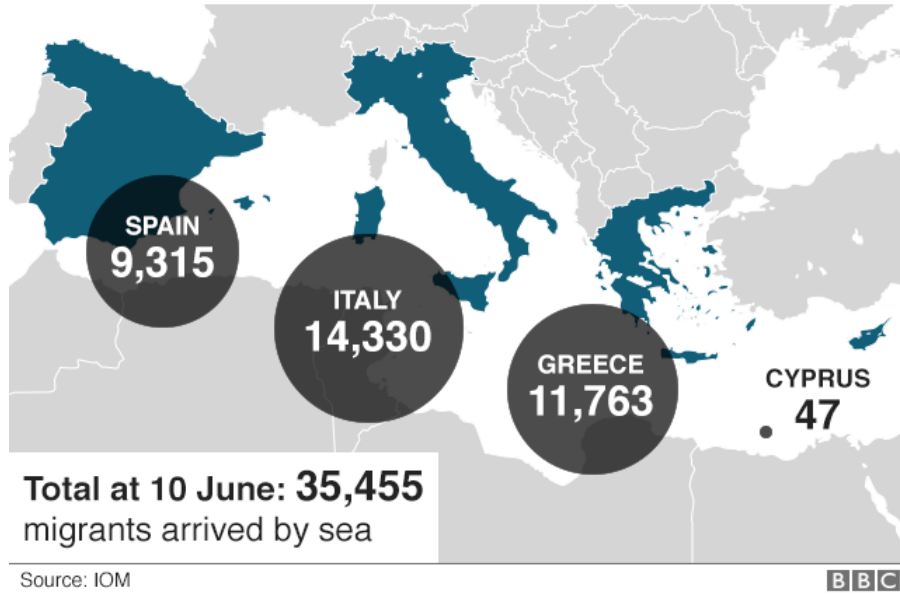 SPAIN
9,315
ITALY
14,330
GREECE
11,763
CYPRUS
47
Total at 10 June: 35,455
migrants arrived by sea
Source: IOM
BBC